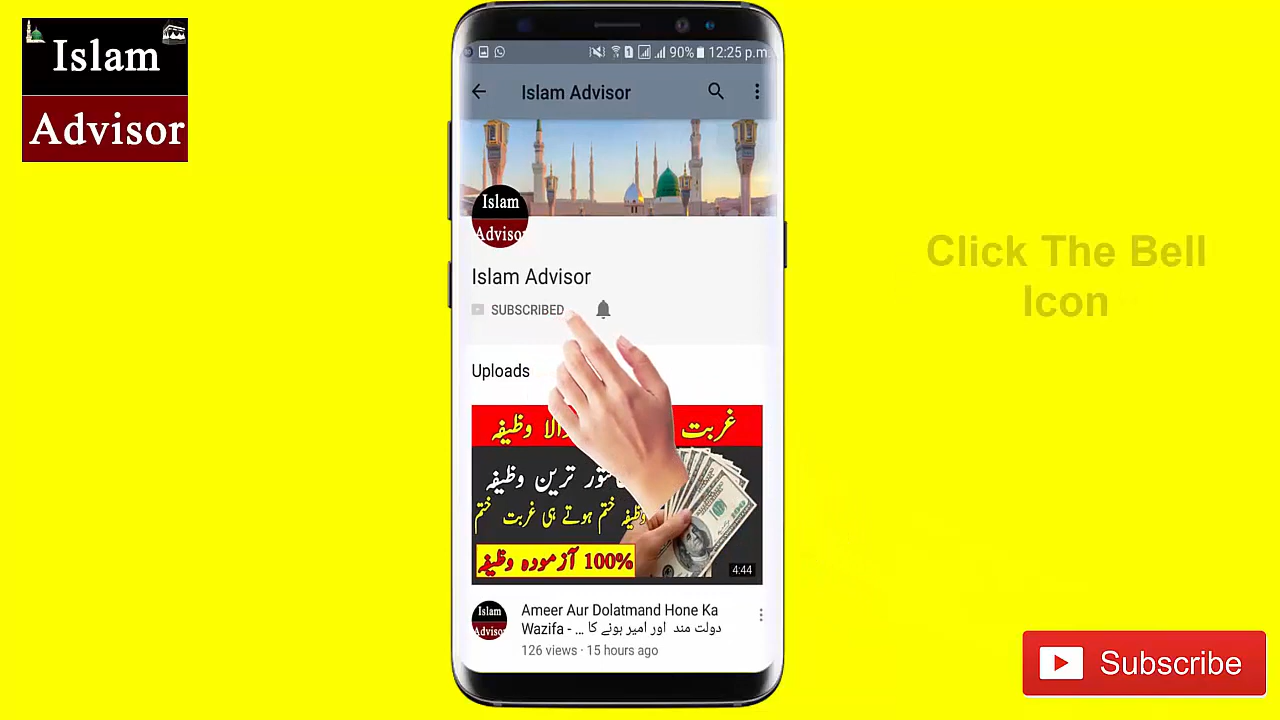 Islam
Advisor
90% 12:25 p.m.
Islam Advisor
Islam
Advisor
Islam Advisor
SUBSCRIBED
Click The Bell
Icon
Uploads
غربت والا وظیفہ
ترین وظیفہ
وظیفہ ختم ہوتے ہی غربت ختم
100% آزمودہ وظیفہ
4:44
Islam
Advisor
Ameer Aur Dolatmand Hone Ka
Wazifa - ... دولت مند اور امیر ہونے کا
126 views · 15 hours ago
Subscribe